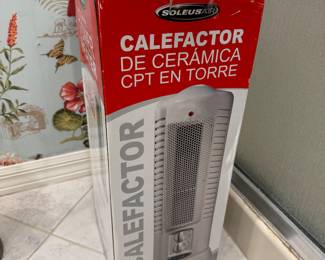 SOLEUSAIR
CALEFACTOR
DE CERÁMICA
CPT EN TORRE
CALEFACTOR